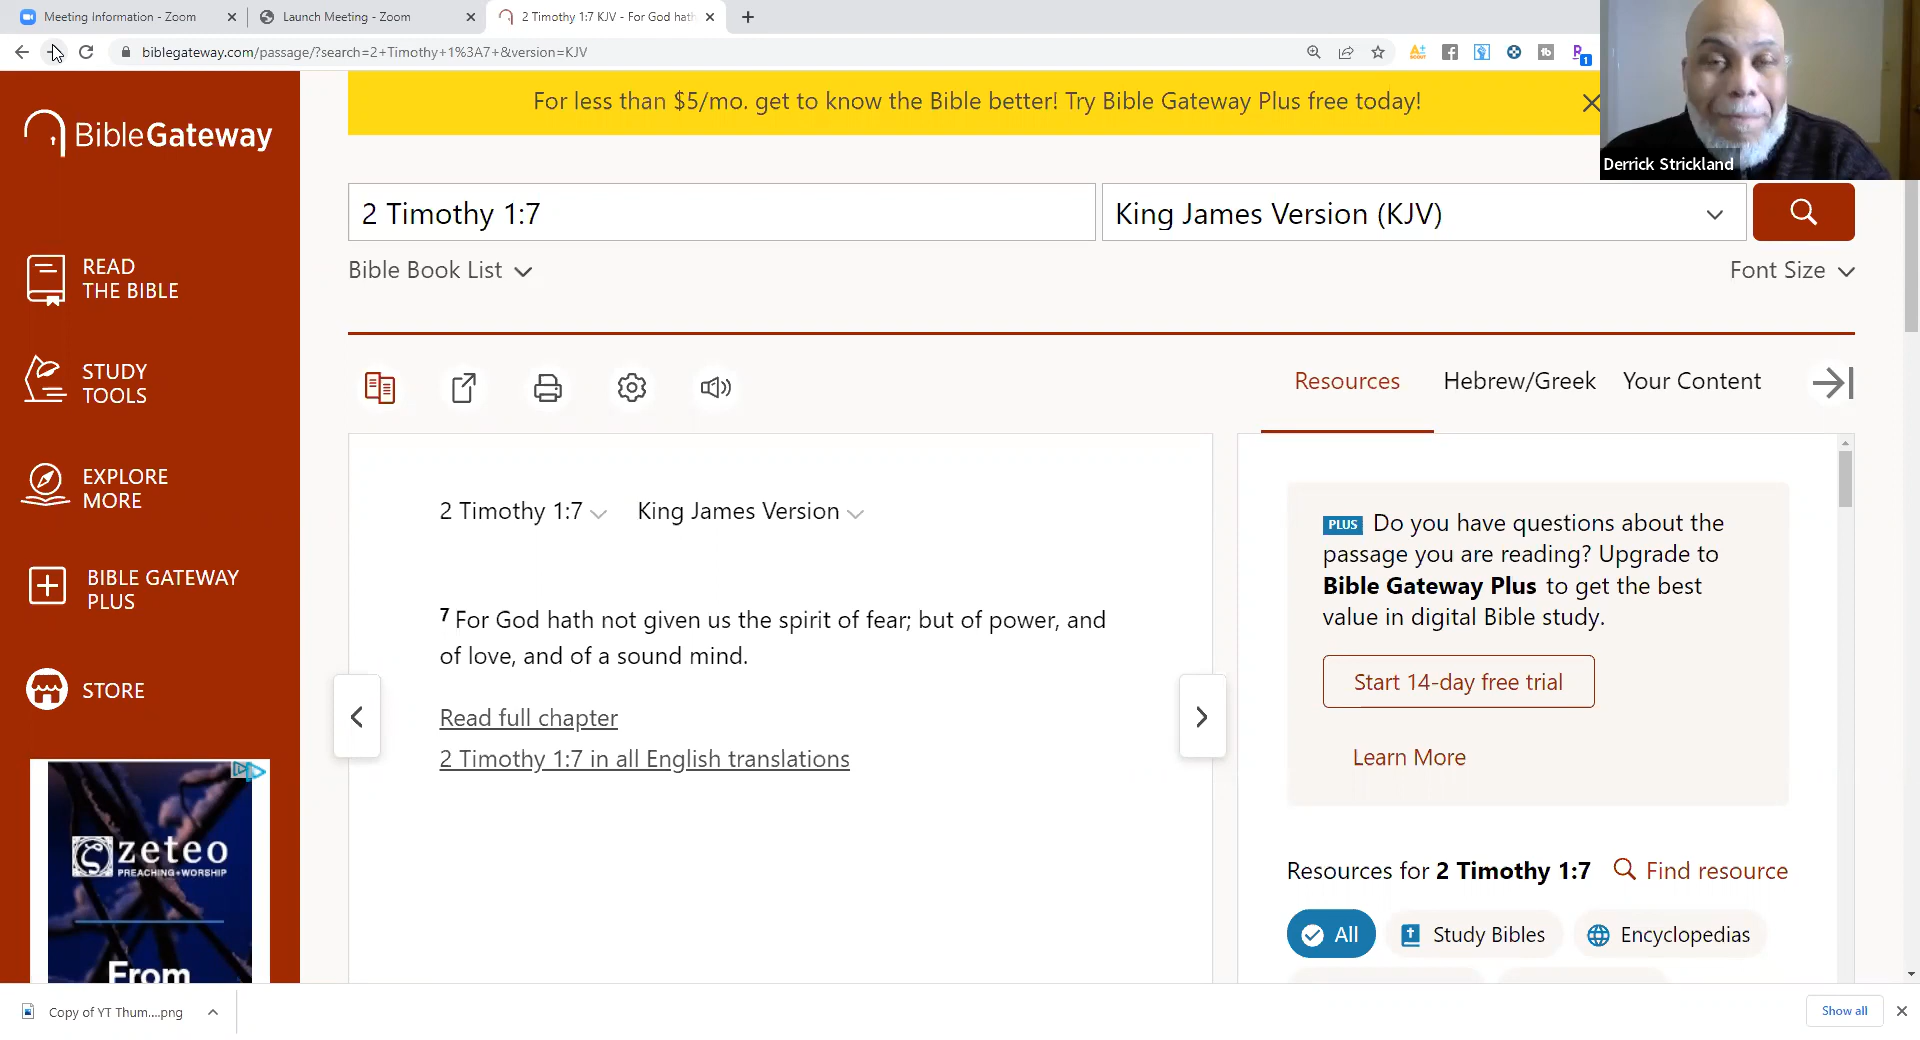 Meeting Information - Zoom
Launch Meeting - Zoom
2 Timothy 1:7 KJV - For God hath
biblegateway.com/passage/?search=2+Timothy+1%3A7+&version=KJV
1
Derrick Strickland
For less than $5/mo. get to know the Bible better! Try Bible Gateway Plus free today!
BibleGateway
2 Timothy 1:7
King James Version (KJV)
Bible Book List
Font Size
READ
THE BIBLE
STUDY
TOOLS
EXPLORE
MORE
BIBLE GATEWAY
PLUS
STORE
Resources
Hebrew/Greek
Your Content
2 Timothy 1:7
King James Version
7 For God hath not given us the spirit of fear; but of power, and
of love, and of a sound mind.
Read full chapter
2 Timothy 1:7 in all English translations
PLUS Do you have questions about the
passage you are reading? Upgrade to
Bible Gateway Plus to get the best
value in digital Bible study.
Start 14-day free trial
Learn More
Resources for 2 Timothy 1:7
Find resource
All
Study Bibles
Encyclopedias
zeteo
PREACHING+WORSHIP
From
Copy of YT Thum....png
Show all